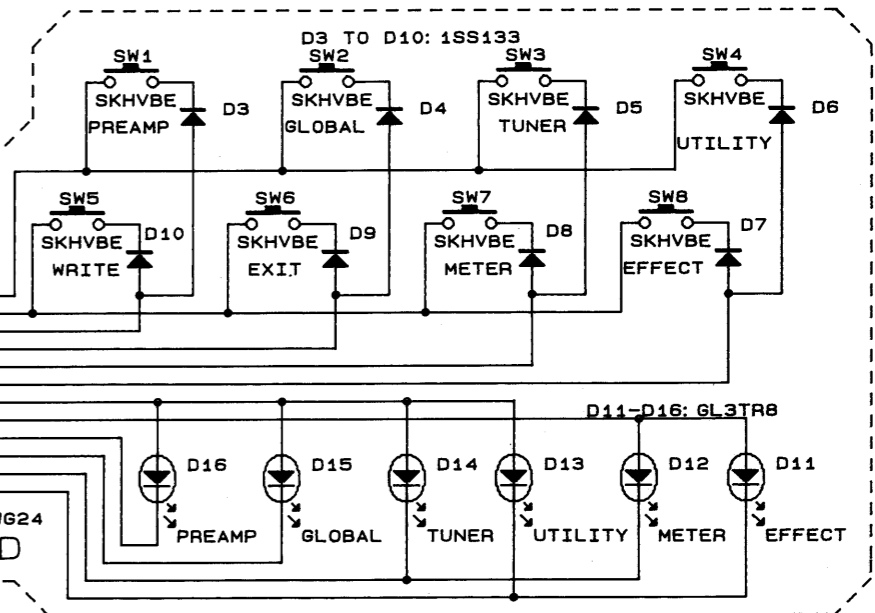 D3 TO D10: 1SS133
SW1 SW2 SW3 SW4
SKHVBE D3 SKHVBE D4 SKHVBE D5 SKHVBE D6
PREAMP GLOBAL TUNER UTILITY
SW5 SW6 SW7 SW8
SKHVBE D10 SKHVBE D9 SKHVBE D8 SKHVBE D7
WRITE EXIT METER EFFECT
D11-D16: GL3TR8
D16 D15 D14 D13 D12 D11
PREAMP GLOBAL TUNER UTILITY METER EFFECT
G24
D